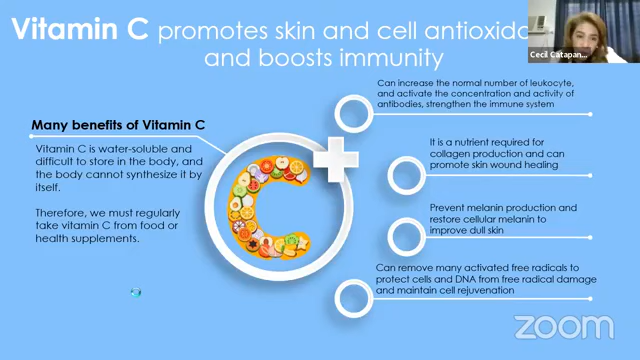 Vitamin C promotes skin and cell
and boosts immunity
Cecil Catapan...
Many benefits of Vitamin C
Vitamin C is water-soluble and
difficult to store in the body, and
the body cannot synthesize it by
itself.
Therefore, we must regularly
take vitamin C from food or
health supplements.
C
Can increase the normal number of leukocyte,
and activate the concentration and activity of
antibodies, strengthen the immune system
It is a nutrient required for
collagen production and can
promote skin wound healing
Prevent melanin production and
restore cellular melanin to
improve dull skin
Can remove many activated free radicals to
protect cells and DNA from free radical damage
and maintain cell rejuvenation
zoom